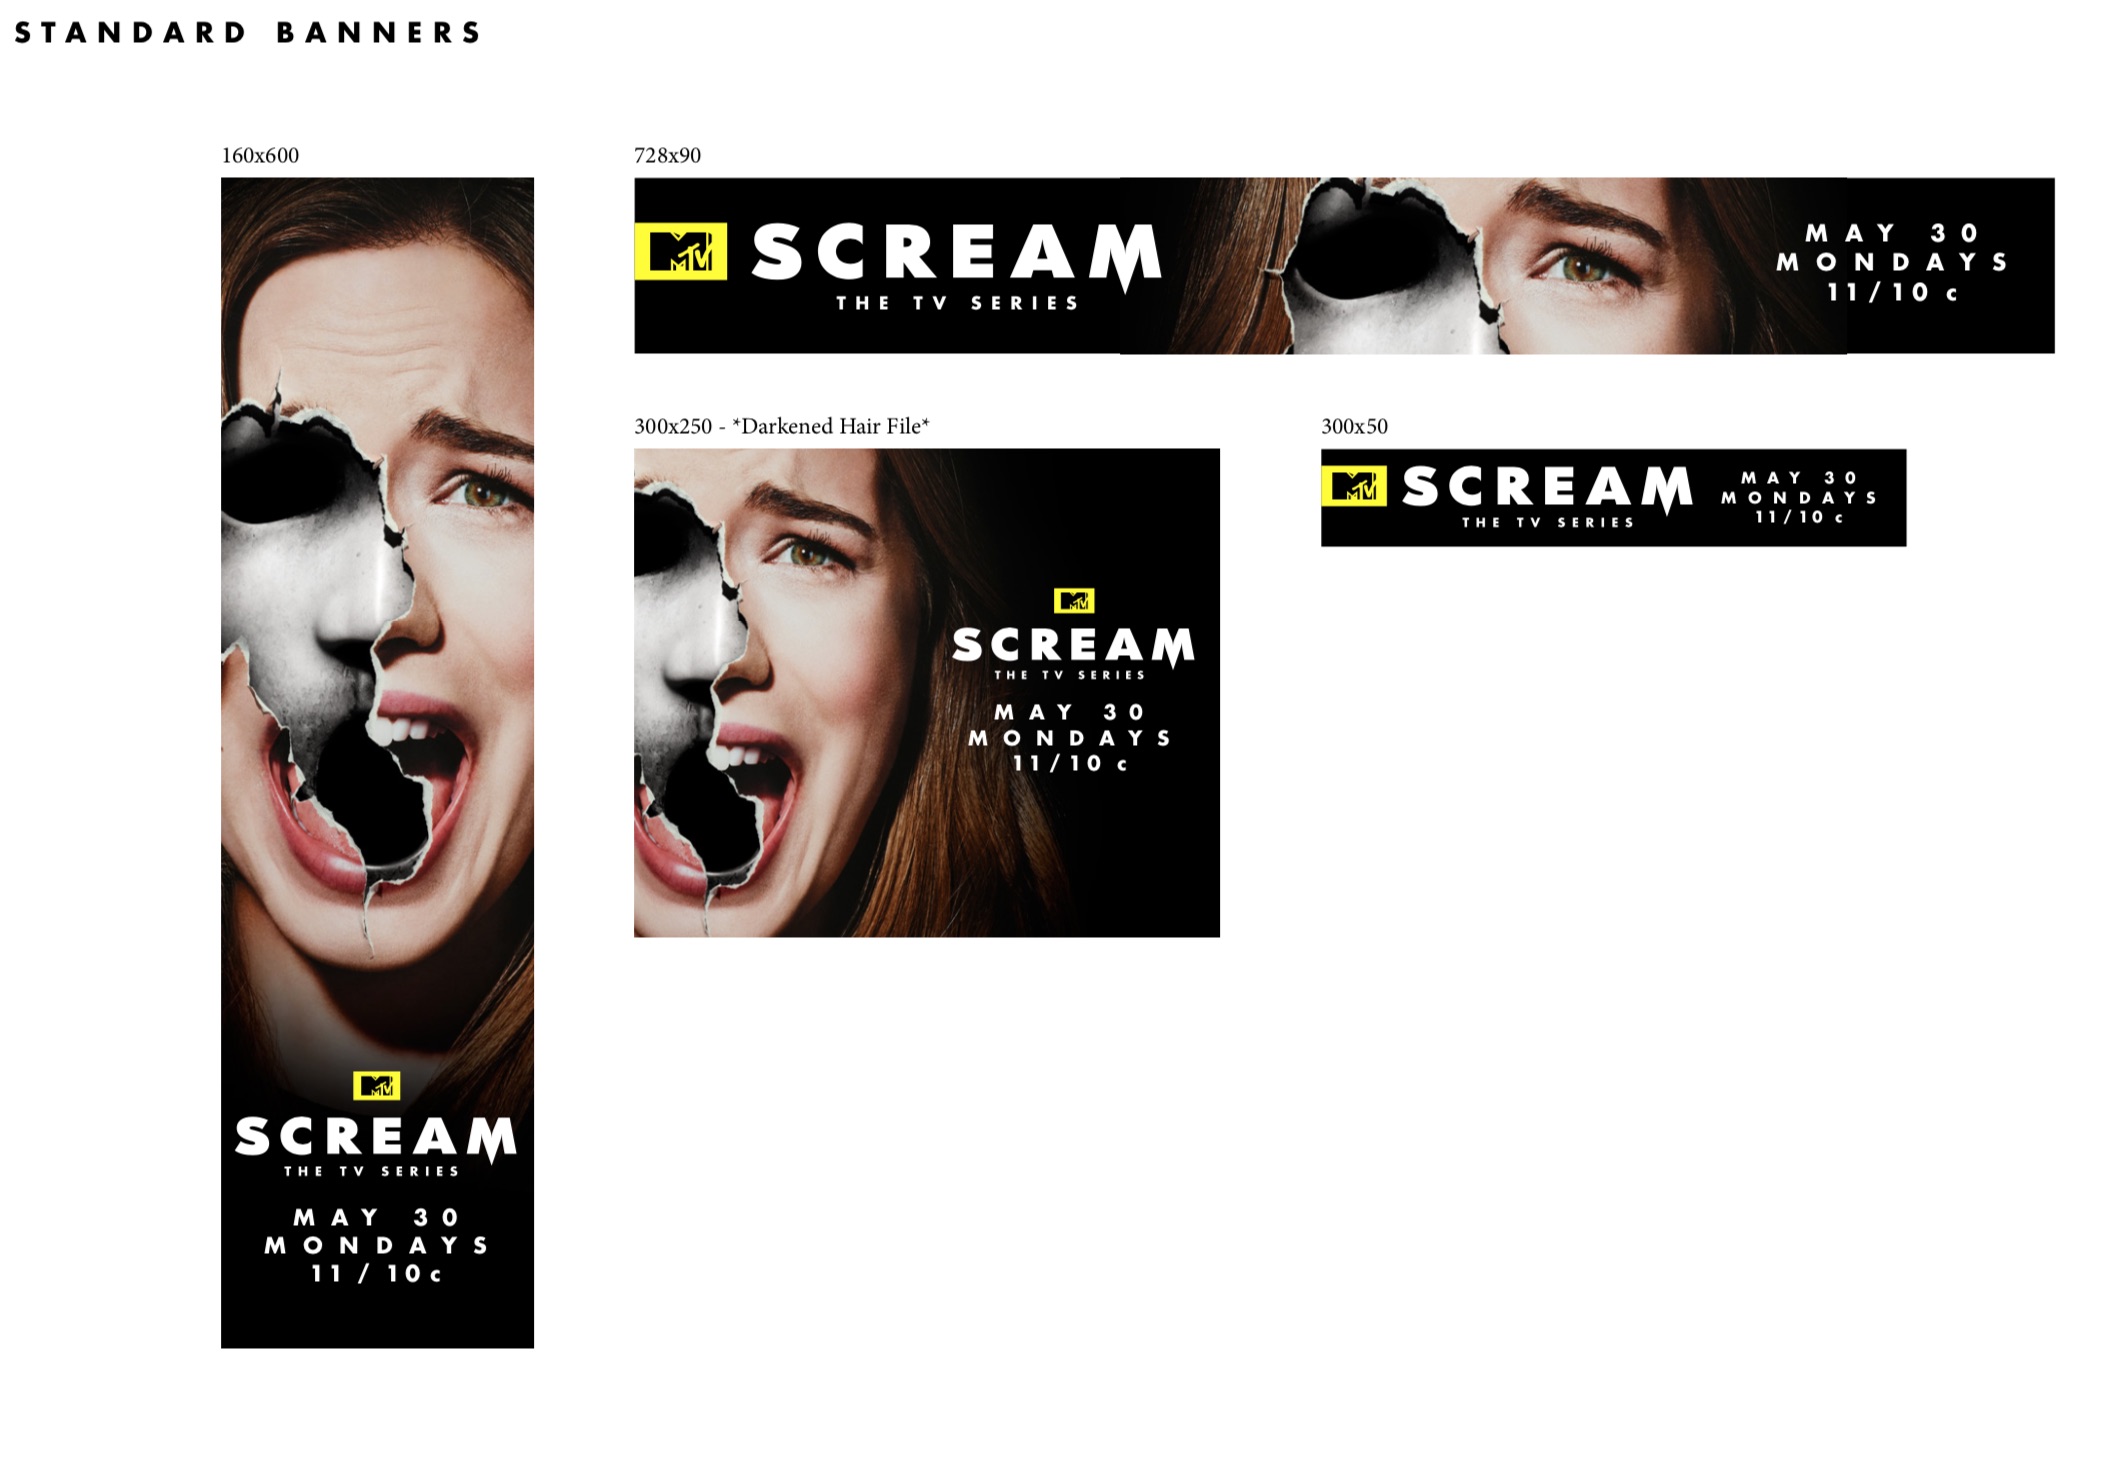 STANDARD BANNERS
160x600
MTV
SCREAM
THE TV SERIES
MAY 30
MONDAYS
11 / 10 c
728x90
MTV
SCREAM
THE TV SERIES
MAY 30
MONDAYS
11/10 c
300x250 - *Darkened Hair File*
MTV
SCREAM
THE TV SERIES
MAY 30
MONDAYS
11/10 c
300x50
MTV
SCREAM
THE TV SERIES
MAY 30
MONDAYS
11/10 c